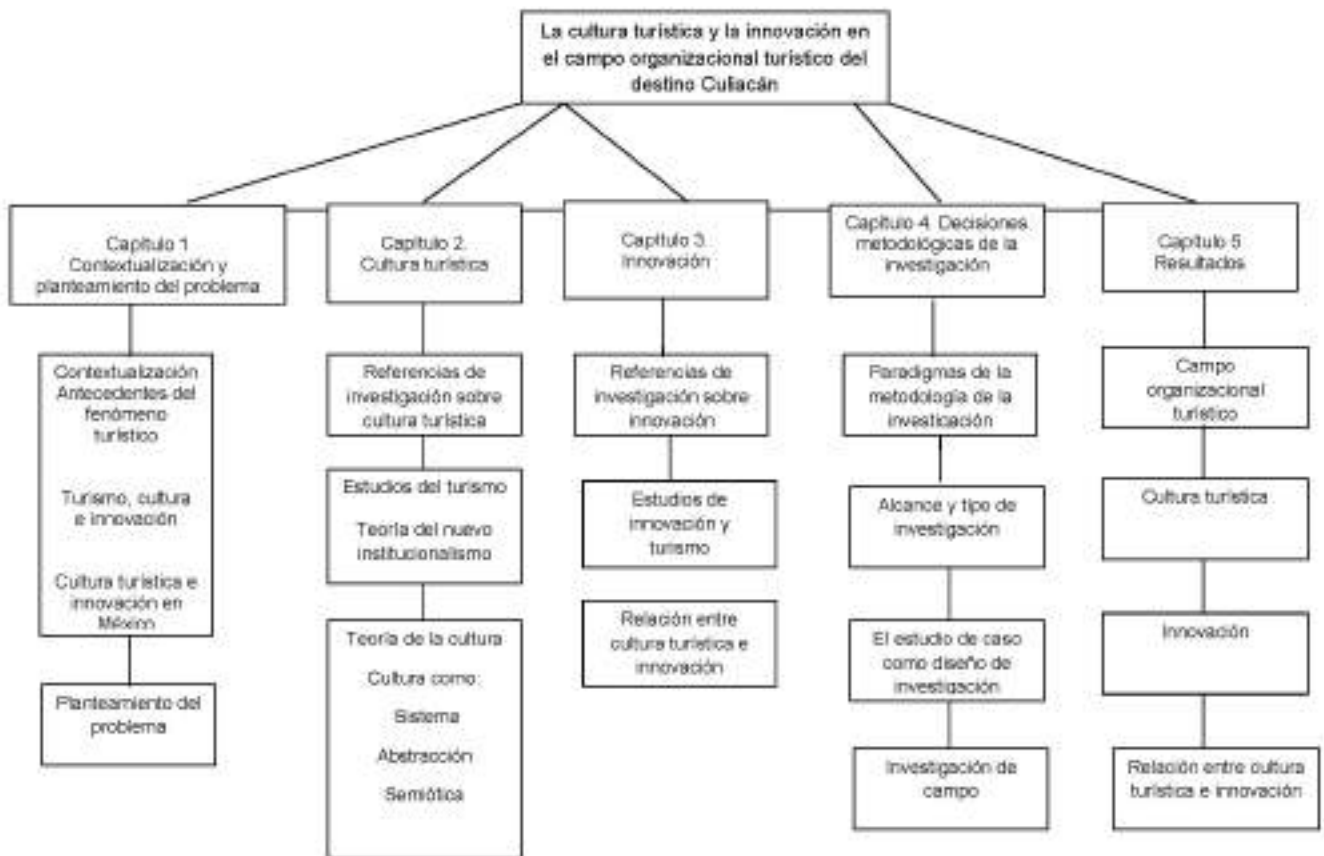 La cultura turística y la innovación en
el campo organizacional turístico del
destino Culiacán
Capítulo 1
Contextualización y
planteamiento del problema
Capítulo 2.
Cultura turística
Capítulo 3.
Innovación
Capítulo 4. Decisiones
metodológicas de la
investigación
Capítulo 5
Resultados
Contextualización
Antecedentes del
fenómeno
turístico
Turismo, cultura
e innovación
Cultura turística e
innovación en
México
Planteamiento del
problema
Referencias de
investigación sobre
cultura turística
Estudios del turismo
Teoría del nuevo
institucionalismo
Teoría de la cultura
Cultura como:
Sistema
Abstracción
Semiótica
Referencias de
investigación sobre
innovación
Estudios de
innovación y
turismo
Relación entre
cultura turística e
innovación
Paradigmas de la
metodología de la
investigación
Alcance y tipo de
investigación
El estudio de caso
como diseño de
investigación
Investigación de
campo
Campo
organizacional
turístico
Cultura turística
Innovación
Relación entre cultura
turística e innovación